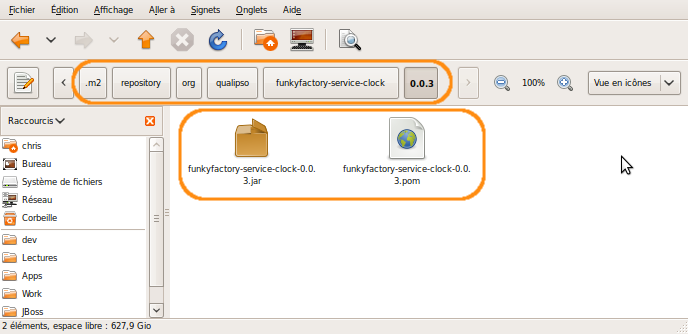 Fichier Édition Affichage Aller à Signets Onglets Aide
.m2 repository org qualipso funkyfactory-service-clock 0.0.3 100% Vue en icônes
Raccourcis
chris
Bureau
Système de fichiers
Réseau
Corbeille
dev
Lectures
Apps
Work
JBoss
funkyfactory-service-clock-0.0.
3.jar
funkyfactory-service-clock-0.0.
3.pom
2 éléments, espace libre : 627,9 Gio